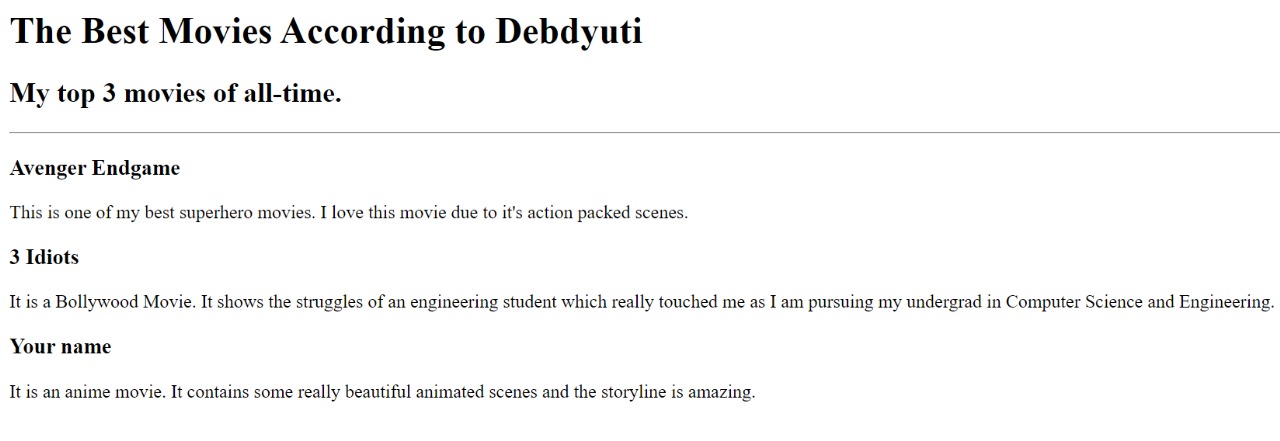 The Best Movies According to Debdyuti
My top 3 movies of all-time.
Avenger Endgame
This is one of my best superhero movies. I love this movie due to it's action packed scenes.
3 Idiots
It is a Bollywood Movie. It shows the struggles of an engineering student which really touched me as I am pursuing my undergrad in Computer Science and Engineering.
Your name
It is an anime movie. It contains some really beautiful animated scenes and the storyline is amazing.